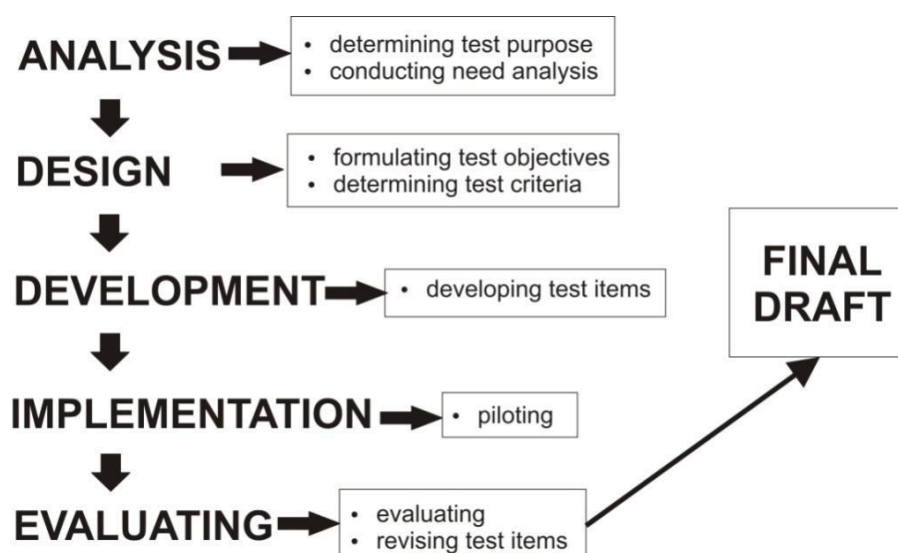 ANALYSIS
• determining test purpose
• conducting need analysis
DESIGN
• formulating test objectives
• determining test criteria
DEVELOPMENT
• developing test items
IMPLEMENTATION
• piloting
EVALUATING
• evaluating
• revising test items
FINAL
DRAFT